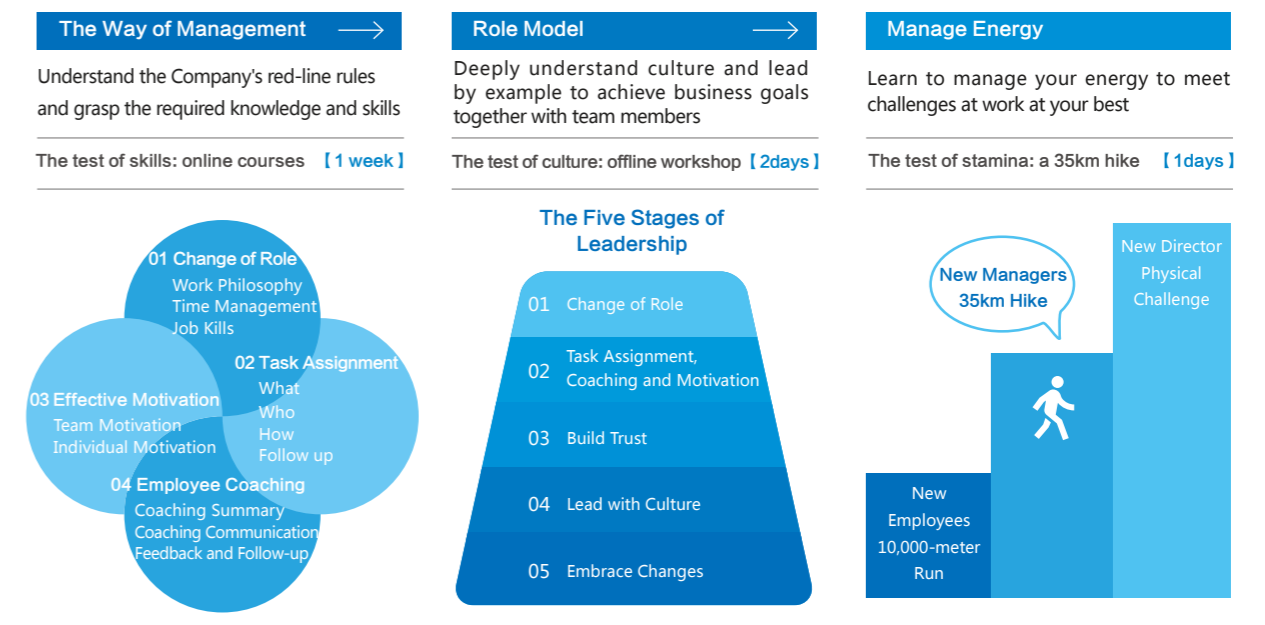 The Way of Management
Understand the Company's red-line rules
and grasp the required knowledge and skills
The test of skills: online courses 【1 week】
01 Change of Role
Work Philosophy
Time Management
Job Kills
02 Task Assignment
What
Who
How
Follow up
03 Effective Motivation
Team Motivation
Individual Motivation
04 Employee Coaching
Coaching Summary
Coaching Communication
Feedback and Follow-up
Role Model
Deeply understand culture and lead
by example to achieve business goals
together with team members
The test of culture: offline workshop【2days】
The Five Stages of
Leadership
01 Change of Role
02 Task Assignment,
Coaching and Motivation
03 Build Trust
04 Lead with Culture
05 Embrace Changes
Manage Energy
Learn to manage your energy to meet
challenges at work at your best
The test of stamina: a 35km hike 【1days】
New Managers
35km Hike
New Director
Physical
Challenge
New
Employees
10,000-meter
Run